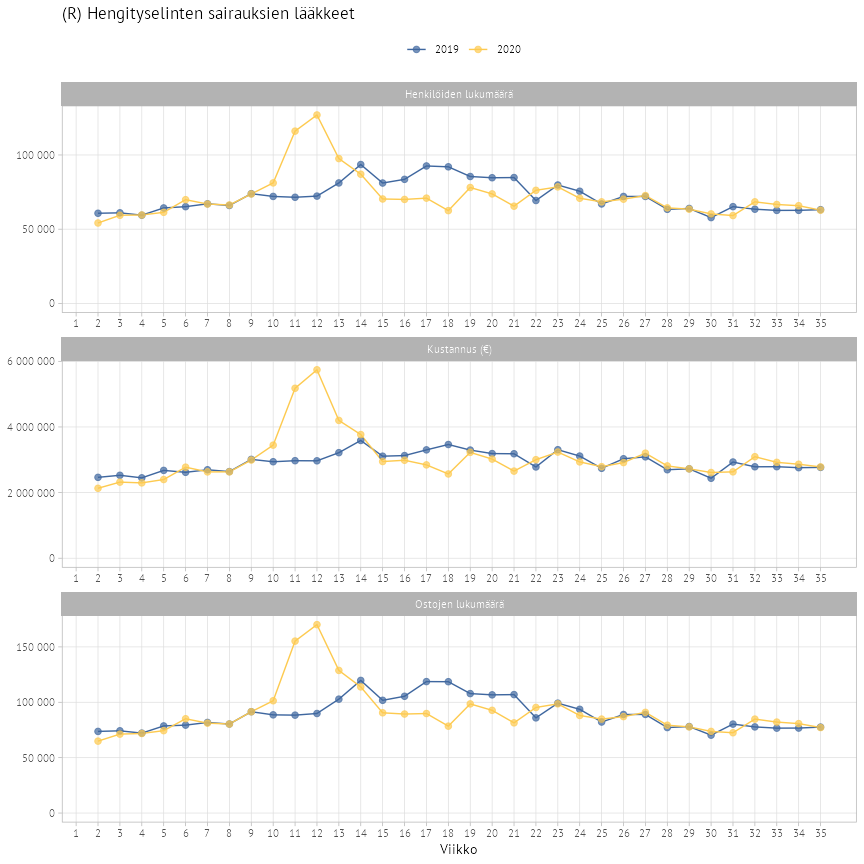 (R) Hengityselinten sairauksien lääkkeet
2019 2020
Henkilöiden lukumäärä
100 000
50 000
0
1 2 3 4 5 6 7 8 9 10 11 12 13 14 15 16 17 18 19 20 21 22 23 24 25 26 27 28 29 30 31 32 33 34 35
Kustannus (€)
6 000 000
4 000 000
2 000 000
0
1 2 3 4 5 6 7 8 9 10 11 12 13 14 15 16 17 18 19 20 21 22 23 24 25 26 27 28 29 30 31 32 33 34 35
Ostojen lukumäärä
150 000
100 000
50 000
0
1 2 3 4 5 6 7 8 9 10 11 12 13 14 15 16 17 18 19 20 21 22 23 24 25 26 27 28 29 30 31 32 33 34 35
Viikko